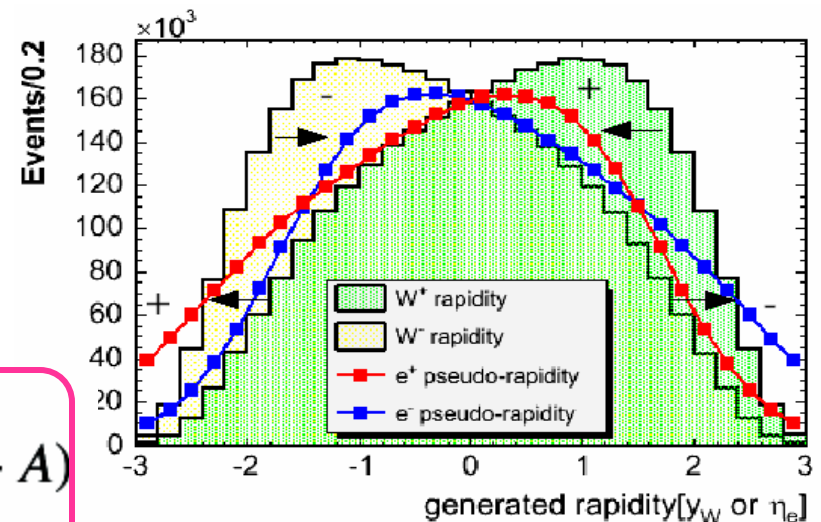 ×10³
Events/0.2
180
160
140
120
100
80
60
40
20
0
-
+
+
-
W⁺ rapidity
W⁻ rapidity
e⁺ pseudo-rapidity
e⁻ pseudo-rapidity
-3 -2 -1 0 1 2 3
generated rapidity[y_W or η_e]
A)